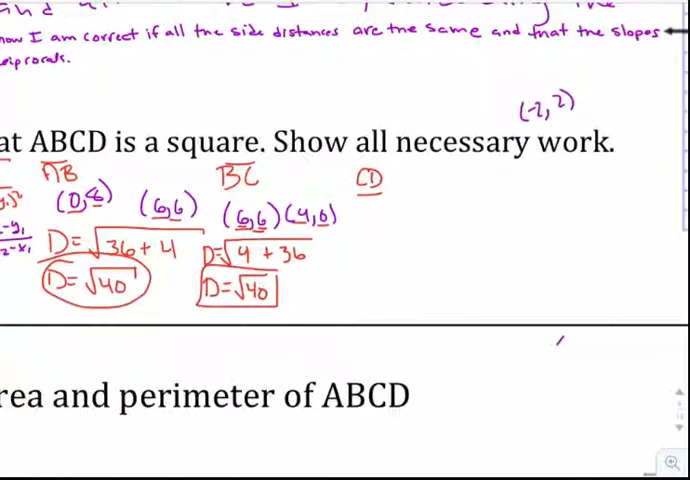 now I am correct if all the side distances are the same and that the slopes
eiprocals.
(-2, 2)
at ABCD is a square. Show all necessary work.
AB BC CD
(0,8) (6,6) (6,6) (4,0)
D=√36+4 D=√4+36
D=√40 D=√40
rea and perimeter of ABCD